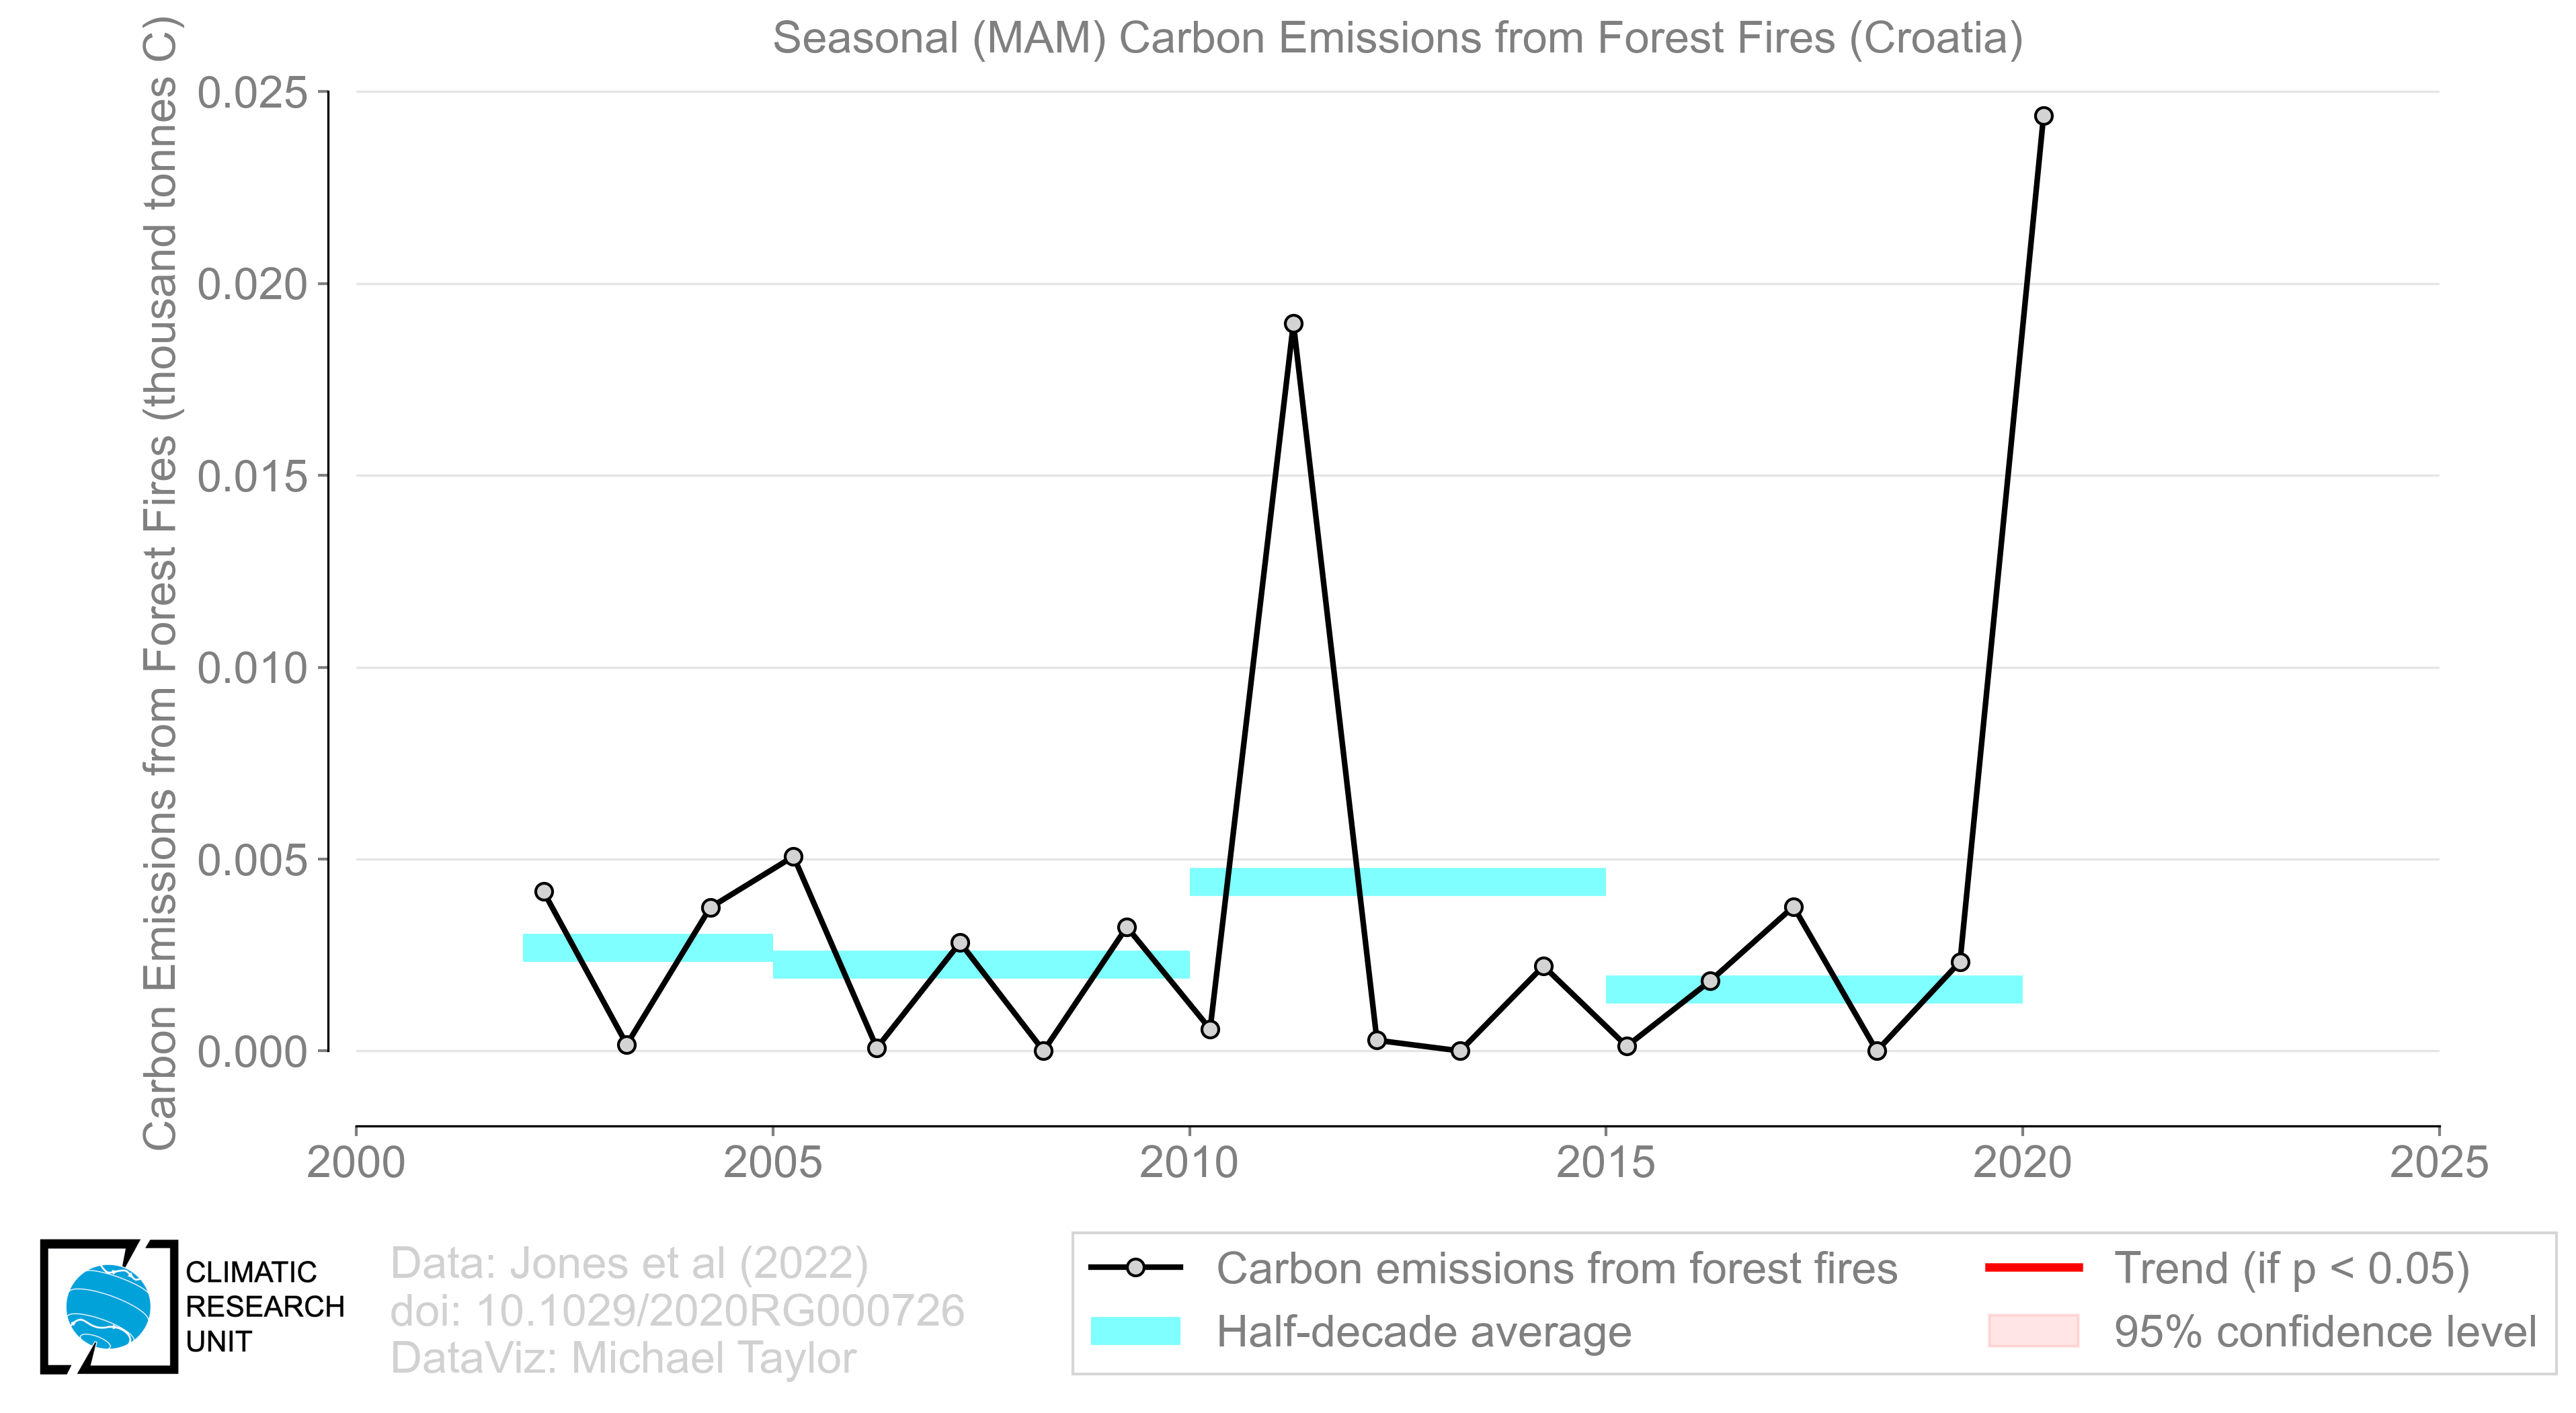 Seasonal (MAM) Carbon Emissions from Forest Fires (Croatia)
Carbon Emissions from Forest Fires (thousand tonnes C)
0.025
0.020
0.015
0.010
0.005
0.000
2000 2005 2010 2015 2020 2025
CLIMATIC
RESEARCH
UNIT
Data: Jones et al (2022)
doi: 10.1029/2020RG000726
DataViz: Michael Taylor
Carbon emissions from forest fires
Half-decade average
Trend (if p < 0.05)
95% confidence level